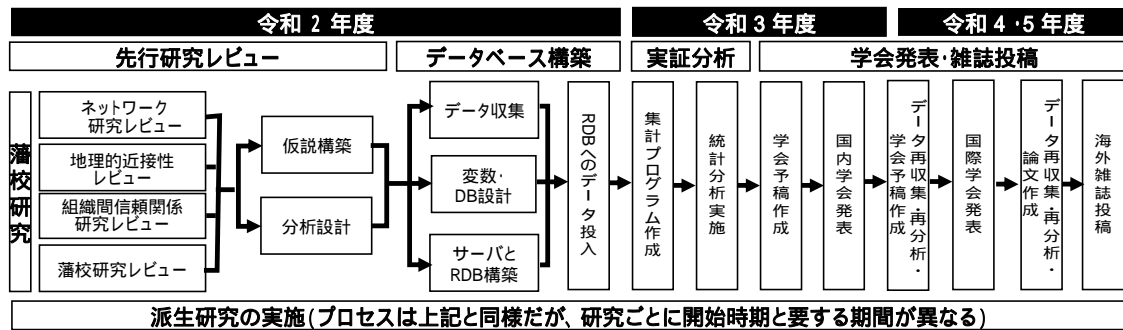 令和 2 年度
令和 3 年度
令和 4・5 年度
先行研究レビュー
データベース構築
実証分析
学会発表・雑誌投稿
藩校研究
ネットワーク
研究レビュー
地理的近接性
レビュー
組織間信頼関係
研究レビュー
藩校研究レビュー
仮説構築
分析設計
データ収集
変数・
DB設計
サーバと
RDB構築
RDBへのデータ投入
集計プログラム作成
統計分析実施
学会予稿作成
国内学会発表
データ再収集・再分析・
学会予稿作成
国際学会発表
データ再収集・再分析・
論文作成
海外雑誌投稿
派生研究の実施(プロセスは上記と同様だが、研究ごとに開始時期と要する期間が異なる)